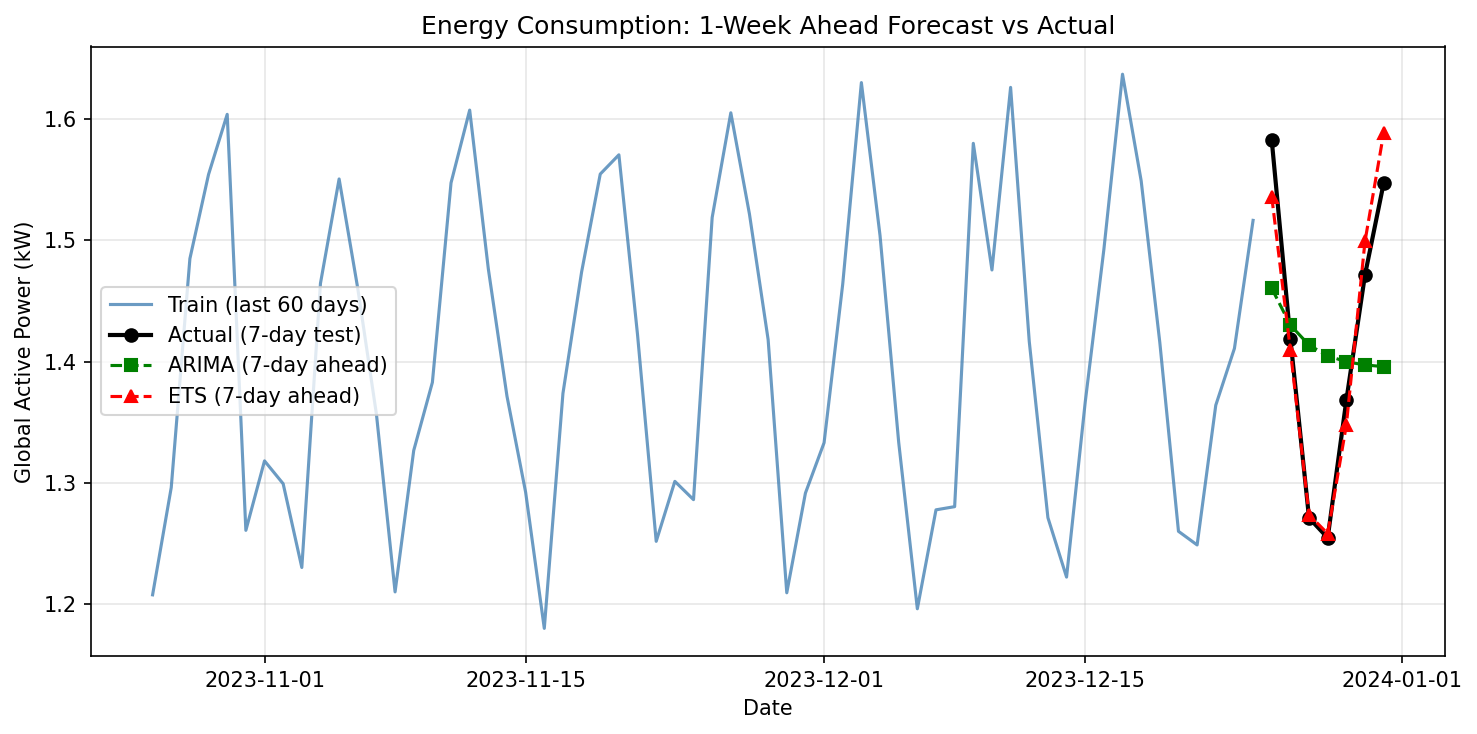 Energy Consumption: 1-Week Ahead Forecast vs Actual
Global Active Power (kW)
1.6
1.5
1.4
1.3
1.2
Train (last 60 days)
Actual (7-day test)
ARIMA (7-day ahead)
ETS (7-day ahead)
2023-11-01
2023-11-15
2023-12-01
2023-12-15
2024-01-01
Date